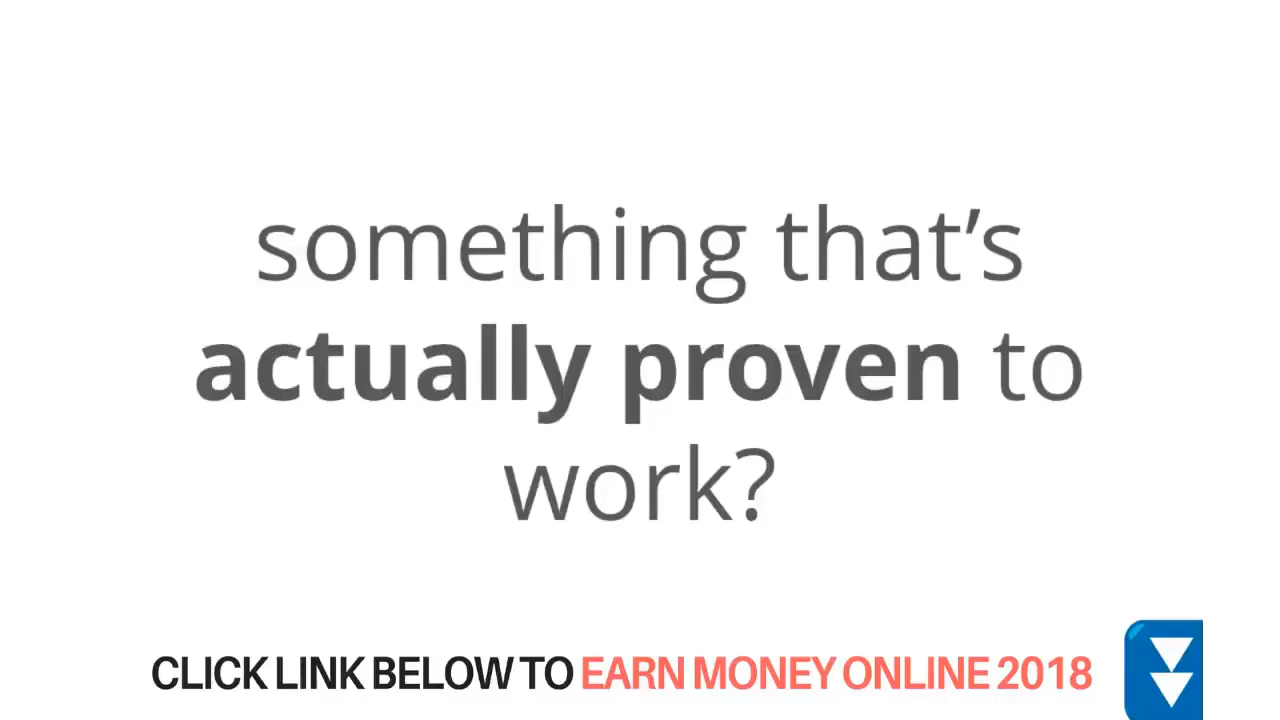 something that’s
actually proven to
work?
CLICK LINK BELOW TO EARN MONEY ONLINE 2018